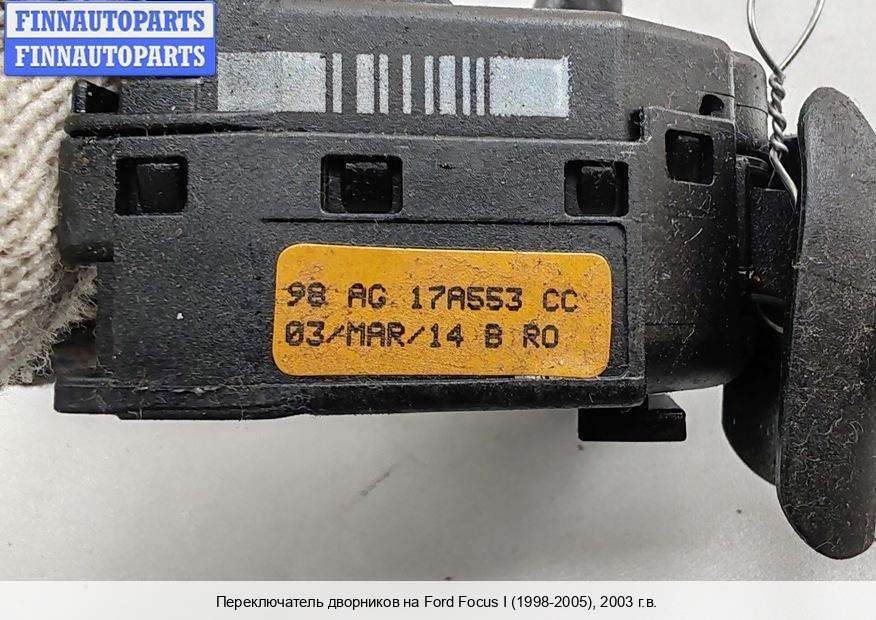 FINNAUTOPARTS
FINNAUTOPARTS
98 AG 17A553 CC
03/MAR/14 B RO
Переключатель дворников на Ford Focus I (1998-2005), 2003 г.в.